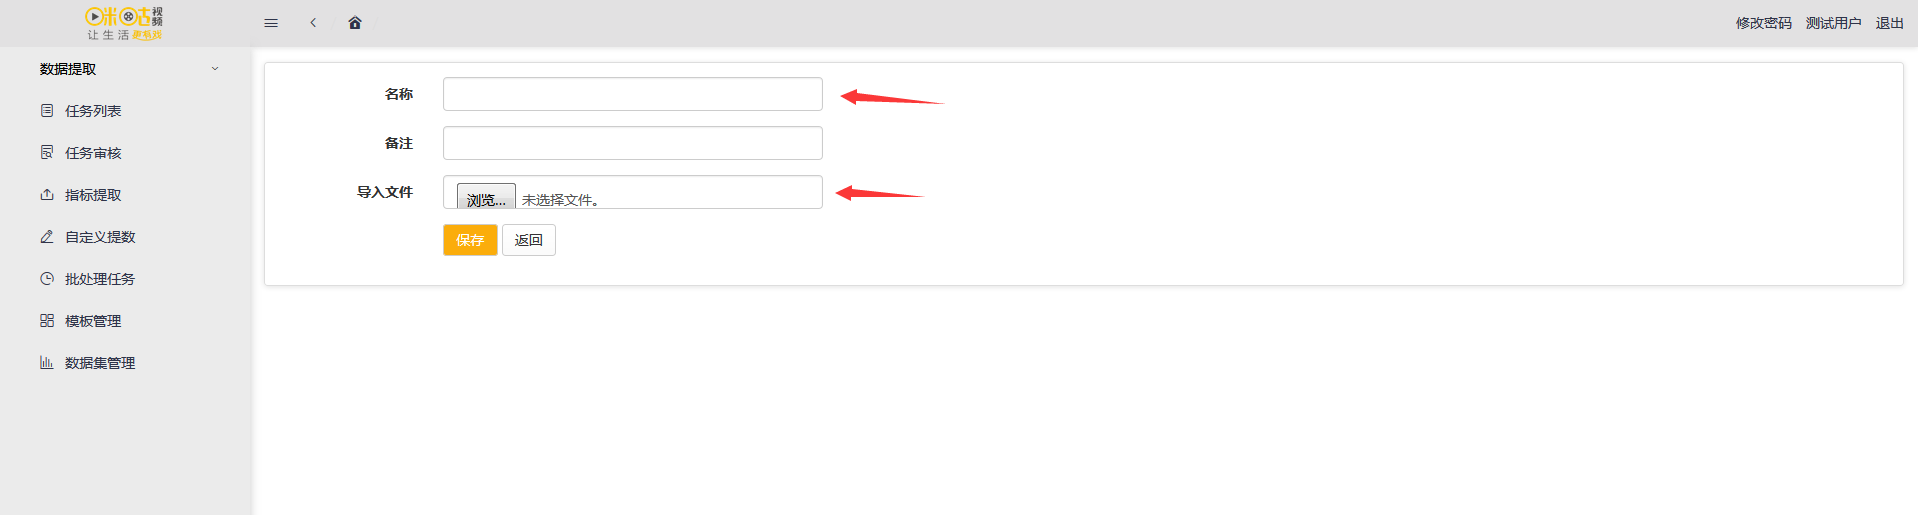 咪咕视频
让生活趣哉戏
修改密码 测试用户 退出
数据提取
任务列表
任务审核
指标提取
自定义提数
批处理任务
模板管理
数据集管理
名称
备注
导入文件
浏览... 未选择文件。
保存 返回